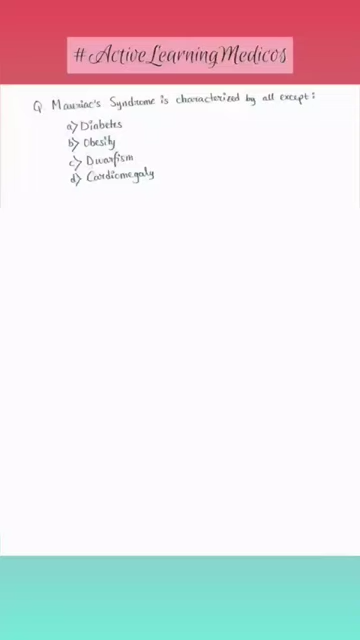 #ActiveLearningMedicos
Q Mauriac's Syndrome is characterized by all except :
a) Diabetes
b) Obesity
c) Dwarfism
d) Cardiomegaly